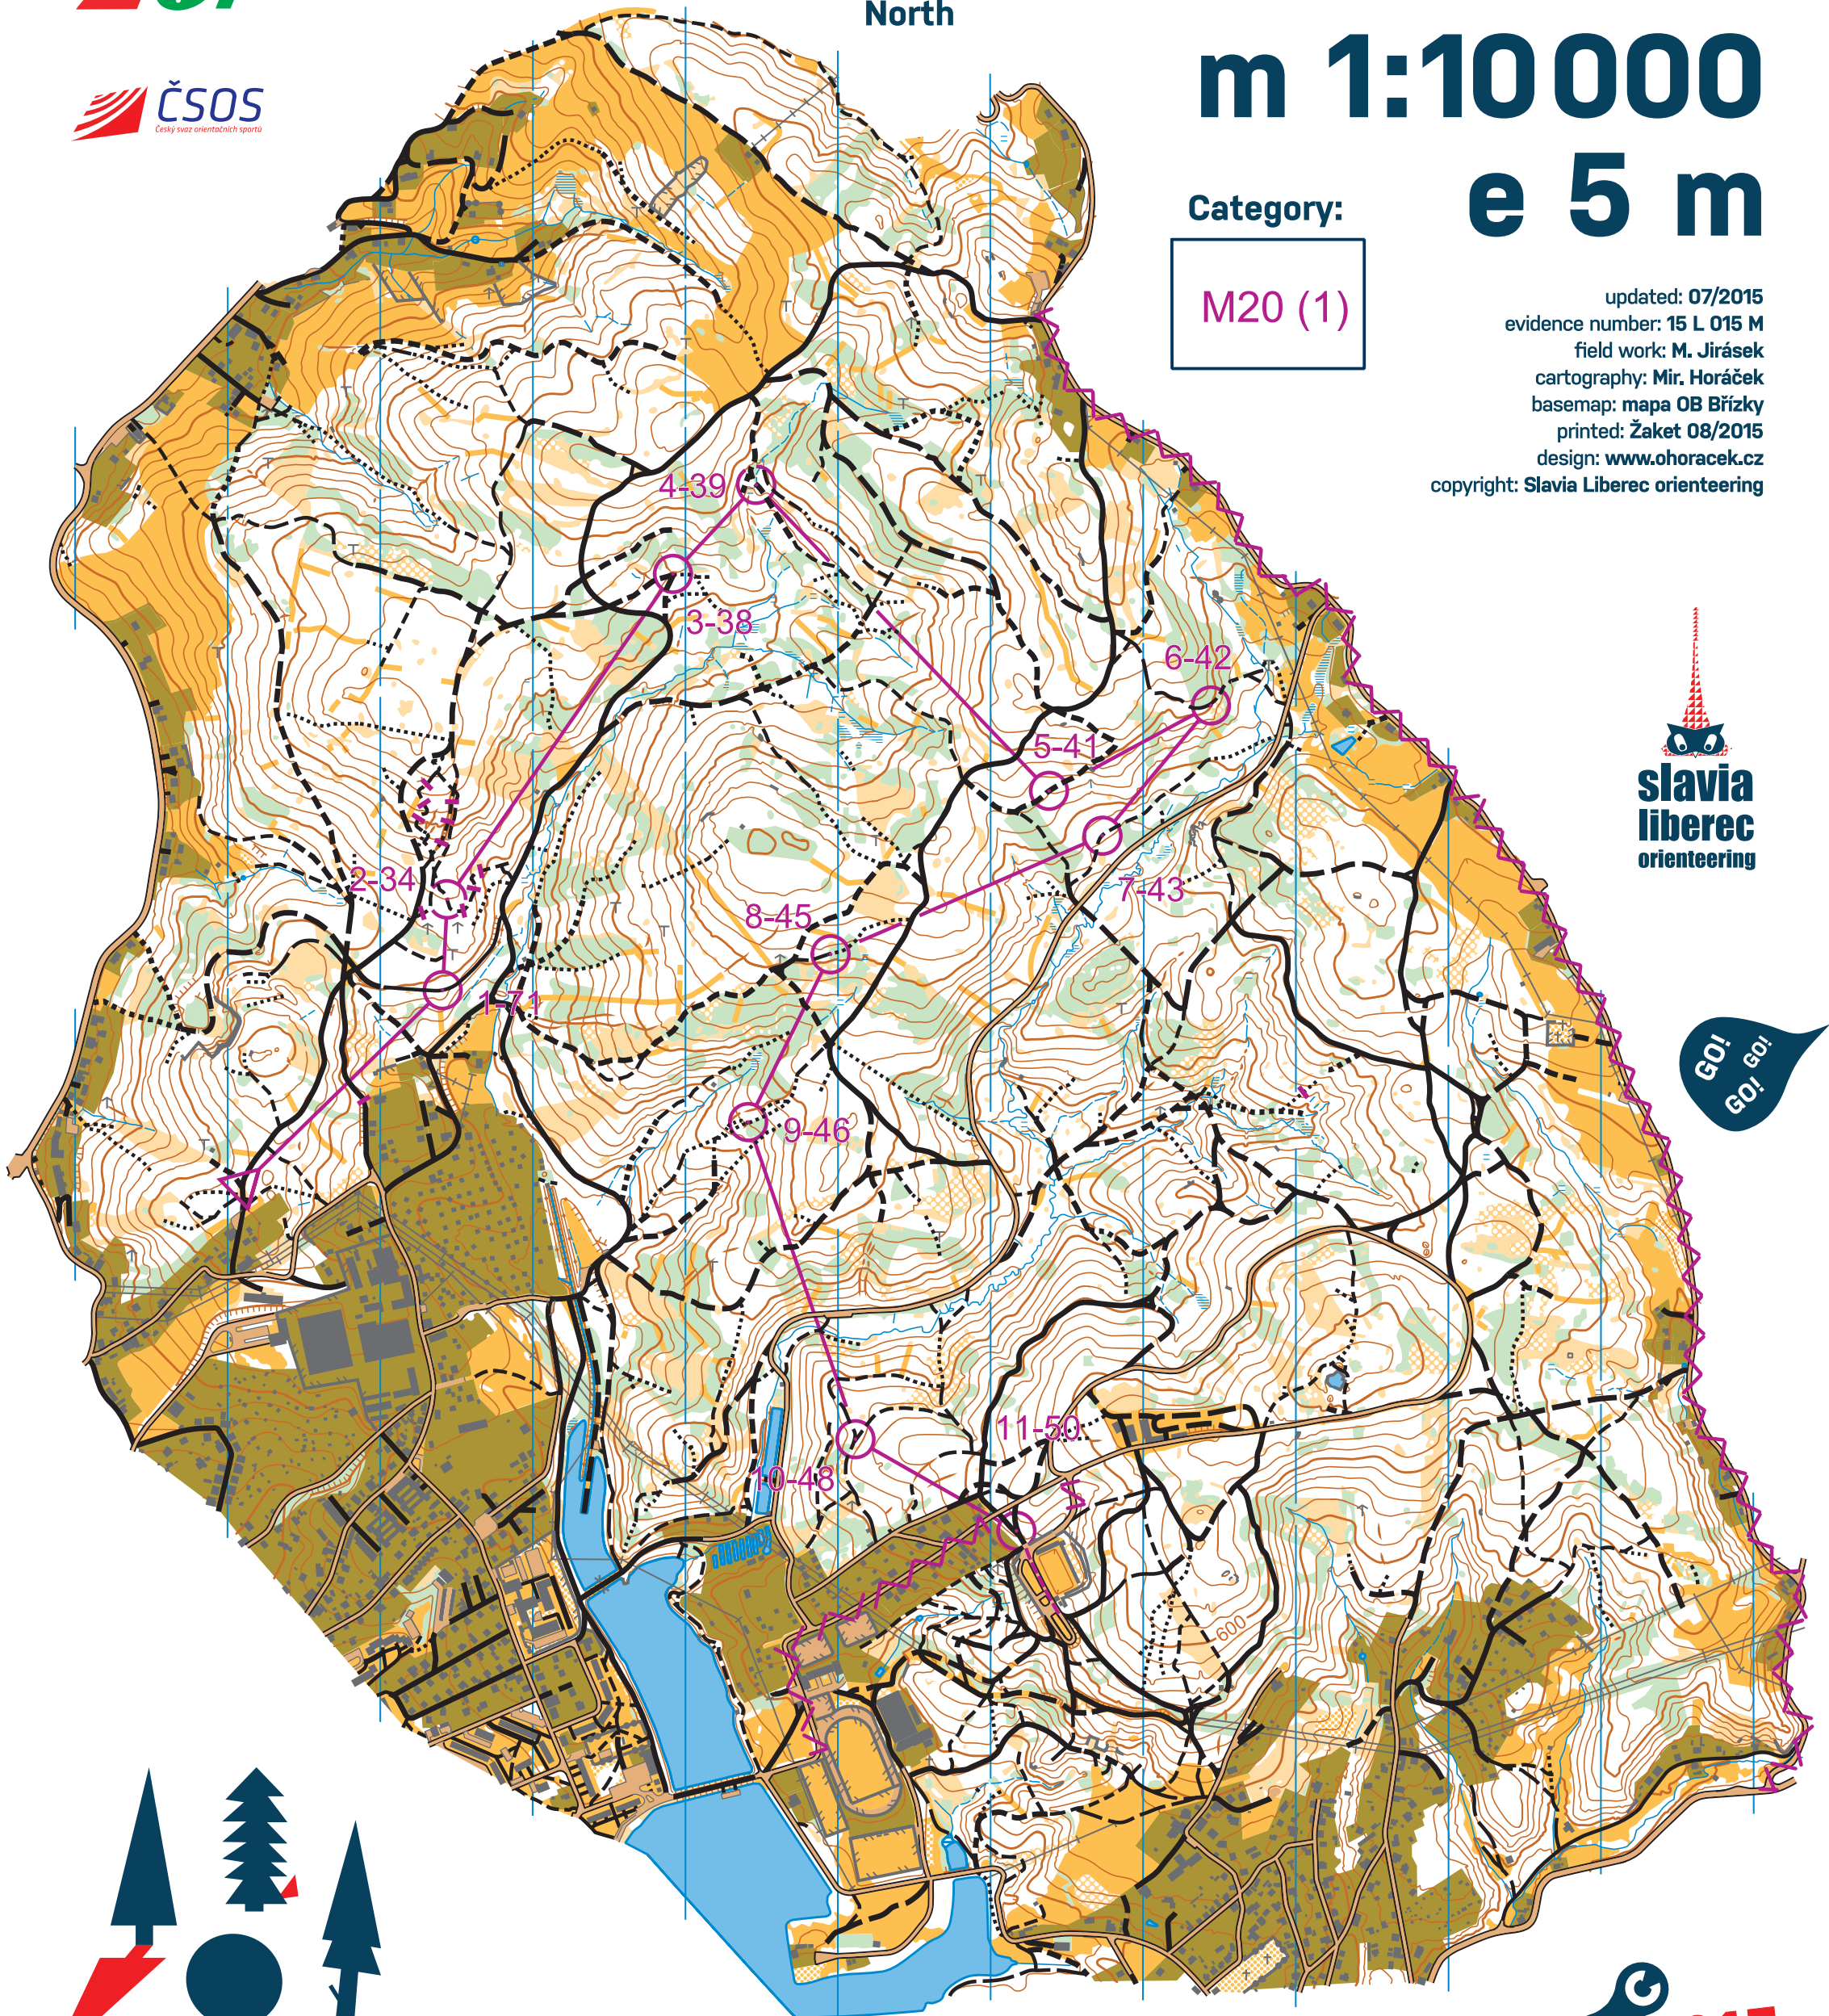 North
m 1:10 000
e 5 m
ČSOS
Český svaz orientačních sportů
Category:
M20 (1)
updated: 07/2015
evidence number: 15 L 015 M
field work: M. Jirásek
cartography: Mir. Horáček
basemap: mapa OB Břízky
printed: Žaket 08/2015
design: www.ohoracek.cz
copyright: Slavia Liberec orienteering
4-39
3-38
6-42
5-41
2-34
7-43
8-45
1-71
9-46
11-50
10-48
600
slavia
liberec
orienteering
GO!
GO!
GO!